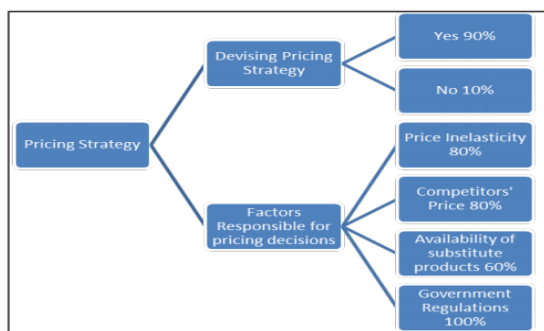 Pricing Strategy
Devising Pricing
Strategy
Yes 90%
No 10%
Factors
Responsible for
pricing decisions
Price Inelasticity
80%
Competitors'
Price 80%
Availability of
substitute
products 60%
Government
Regulations
100%